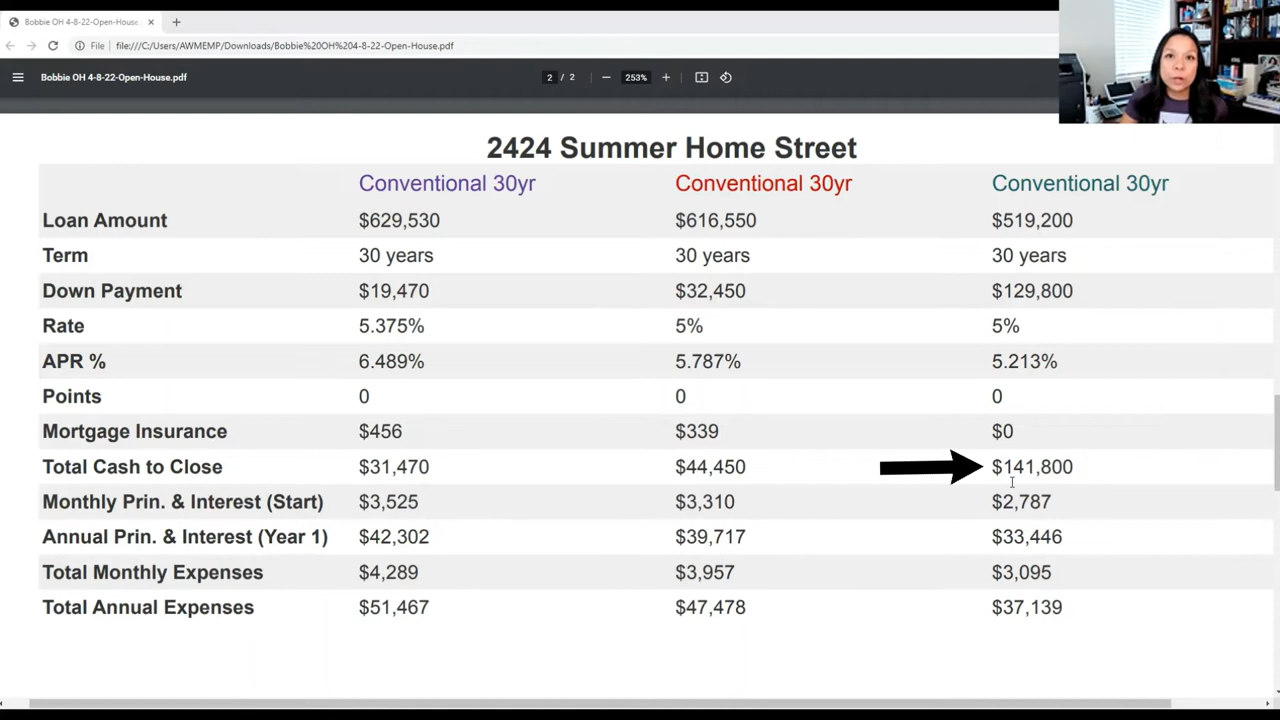 Bobbie OH 4-8-22-Open-House.
File file:///C:/Users/AWMEMP/Downloads/Bobbie%20OH%204-8-22-Open-House.pdf
Bobbie OH 4-8-22-Open-House.pdf 2 / 2 253%
2424 Summer Home Street
Conventional 30yr Conventional 30yr Conventional 30yr
Loan Amount $629,530 $616,550 $519,200
Term 30 years 30 years 30 years
Down Payment $19,470 $32,450 $129,800
Rate 5.375% 5% 5%
APR % 6.489% 5.787% 5.213%
Points 0 0 0
Mortgage Insurance $456 $339 $0
Total Cash to Close $31,470 $44,450 $141,800
Monthly Prin. & Interest (Start) $3,525 $3,310 $2,787
Annual Prin. & Interest (Year 1) $42,302 $39,717 $33,446
Total Monthly Expenses $4,289 $3,957 $3,095
Total Annual Expenses $51,467 $47,478 $37,139